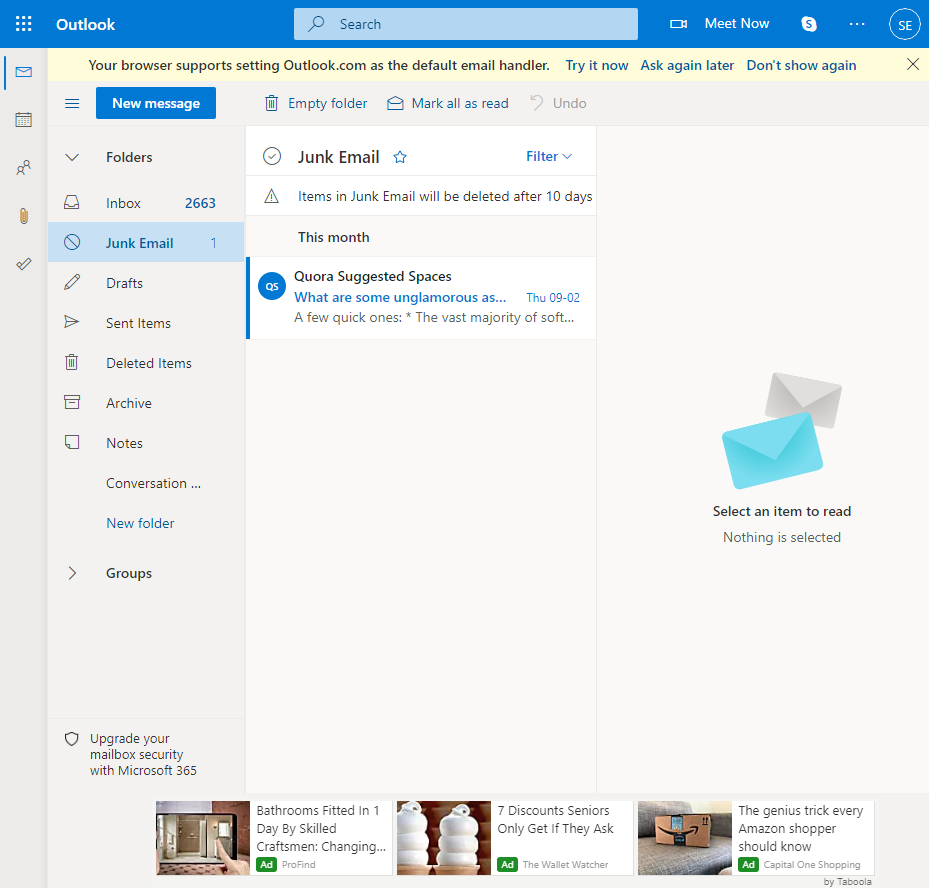 Outlook
Search
Meet Now
S
...
SE
Your browser supports setting Outlook.com as the default email handler. Try it now Ask again later Don't show again
New message
Empty folder
Mark all as read
Undo
Folders
Inbox 2663
Junk Email 1
Drafts
Sent Items
Deleted Items
Archive
Notes
Conversation ...
New folder
Groups
Upgrade your
mailbox security
with Microsoft 365
Junk Email
Filter
Items in Junk Email will be deleted after 10 days
This month
QS
Quora Suggested Spaces
What are some unglamorous as... Thu 09-02
A few quick ones: * The vast majority of soft...
Select an item to read
Nothing is selected
Bathrooms Fitted In 1
Day By Skilled
Craftsmen: Changing...
Ad ProFind
7 Discounts Seniors
Only Get If They Ask
Ad The Wallet Watcher
The genius trick every
Amazon shopper
should know
Ad Capital One Shopping
by Taboola